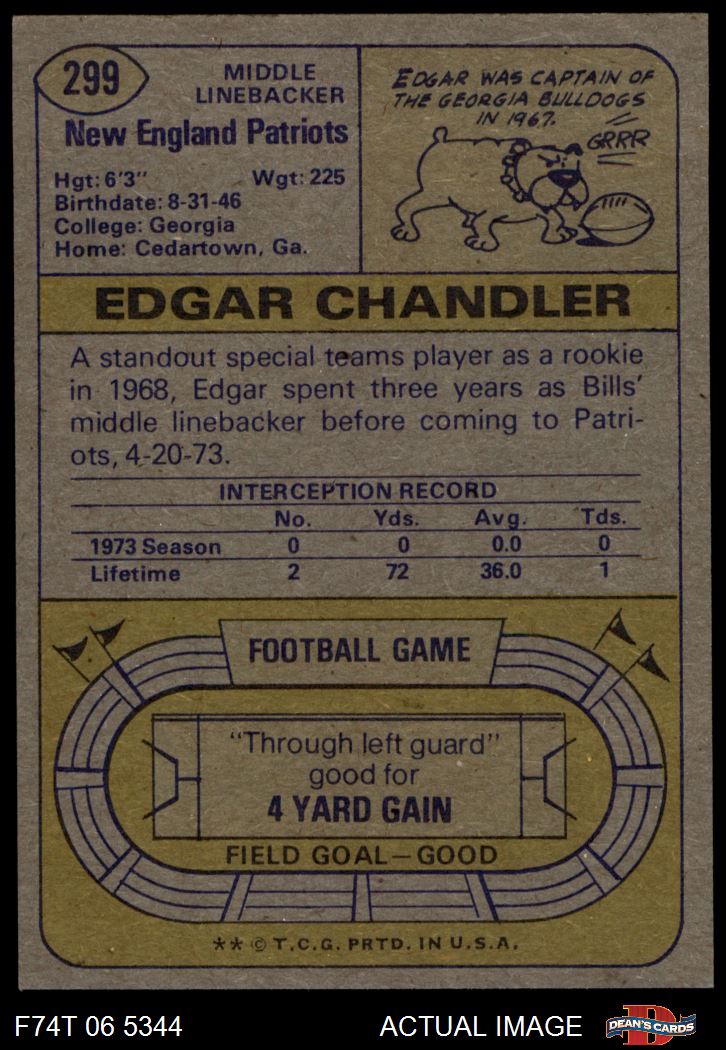 299
MIDDLE
LINEBACKER
New England Patriots
Hgt: 6'3" Wgt: 225
Birthdate: 8-31-46
College: Georgia
Home: Cedartown, Ga.
EDGAR WAS CAPTAIN OF
THE GEORGIA BULLDOGS
IN 1967.
GRRR
EDGAR CHANDLER
A standout special teams player as a rookie
in 1968, Edgar spent three years as Bills'
middle linebacker before coming to Patri-
ots, 4-20-73.
INTERCEPTION RECORD
No. Yds. Avg. Tds.
1973 Season 0 0 0.0 0
Lifetime 2 72 36.0 1
FOOTBALL GAME
"Through left guard"
good for
4 YARD GAIN
FIELD GOAL—GOOD
** © T.C.G. PRTD. IN U.S.A.
F74T 06 5344 ACTUAL IMAGE DEAN'S CARDS